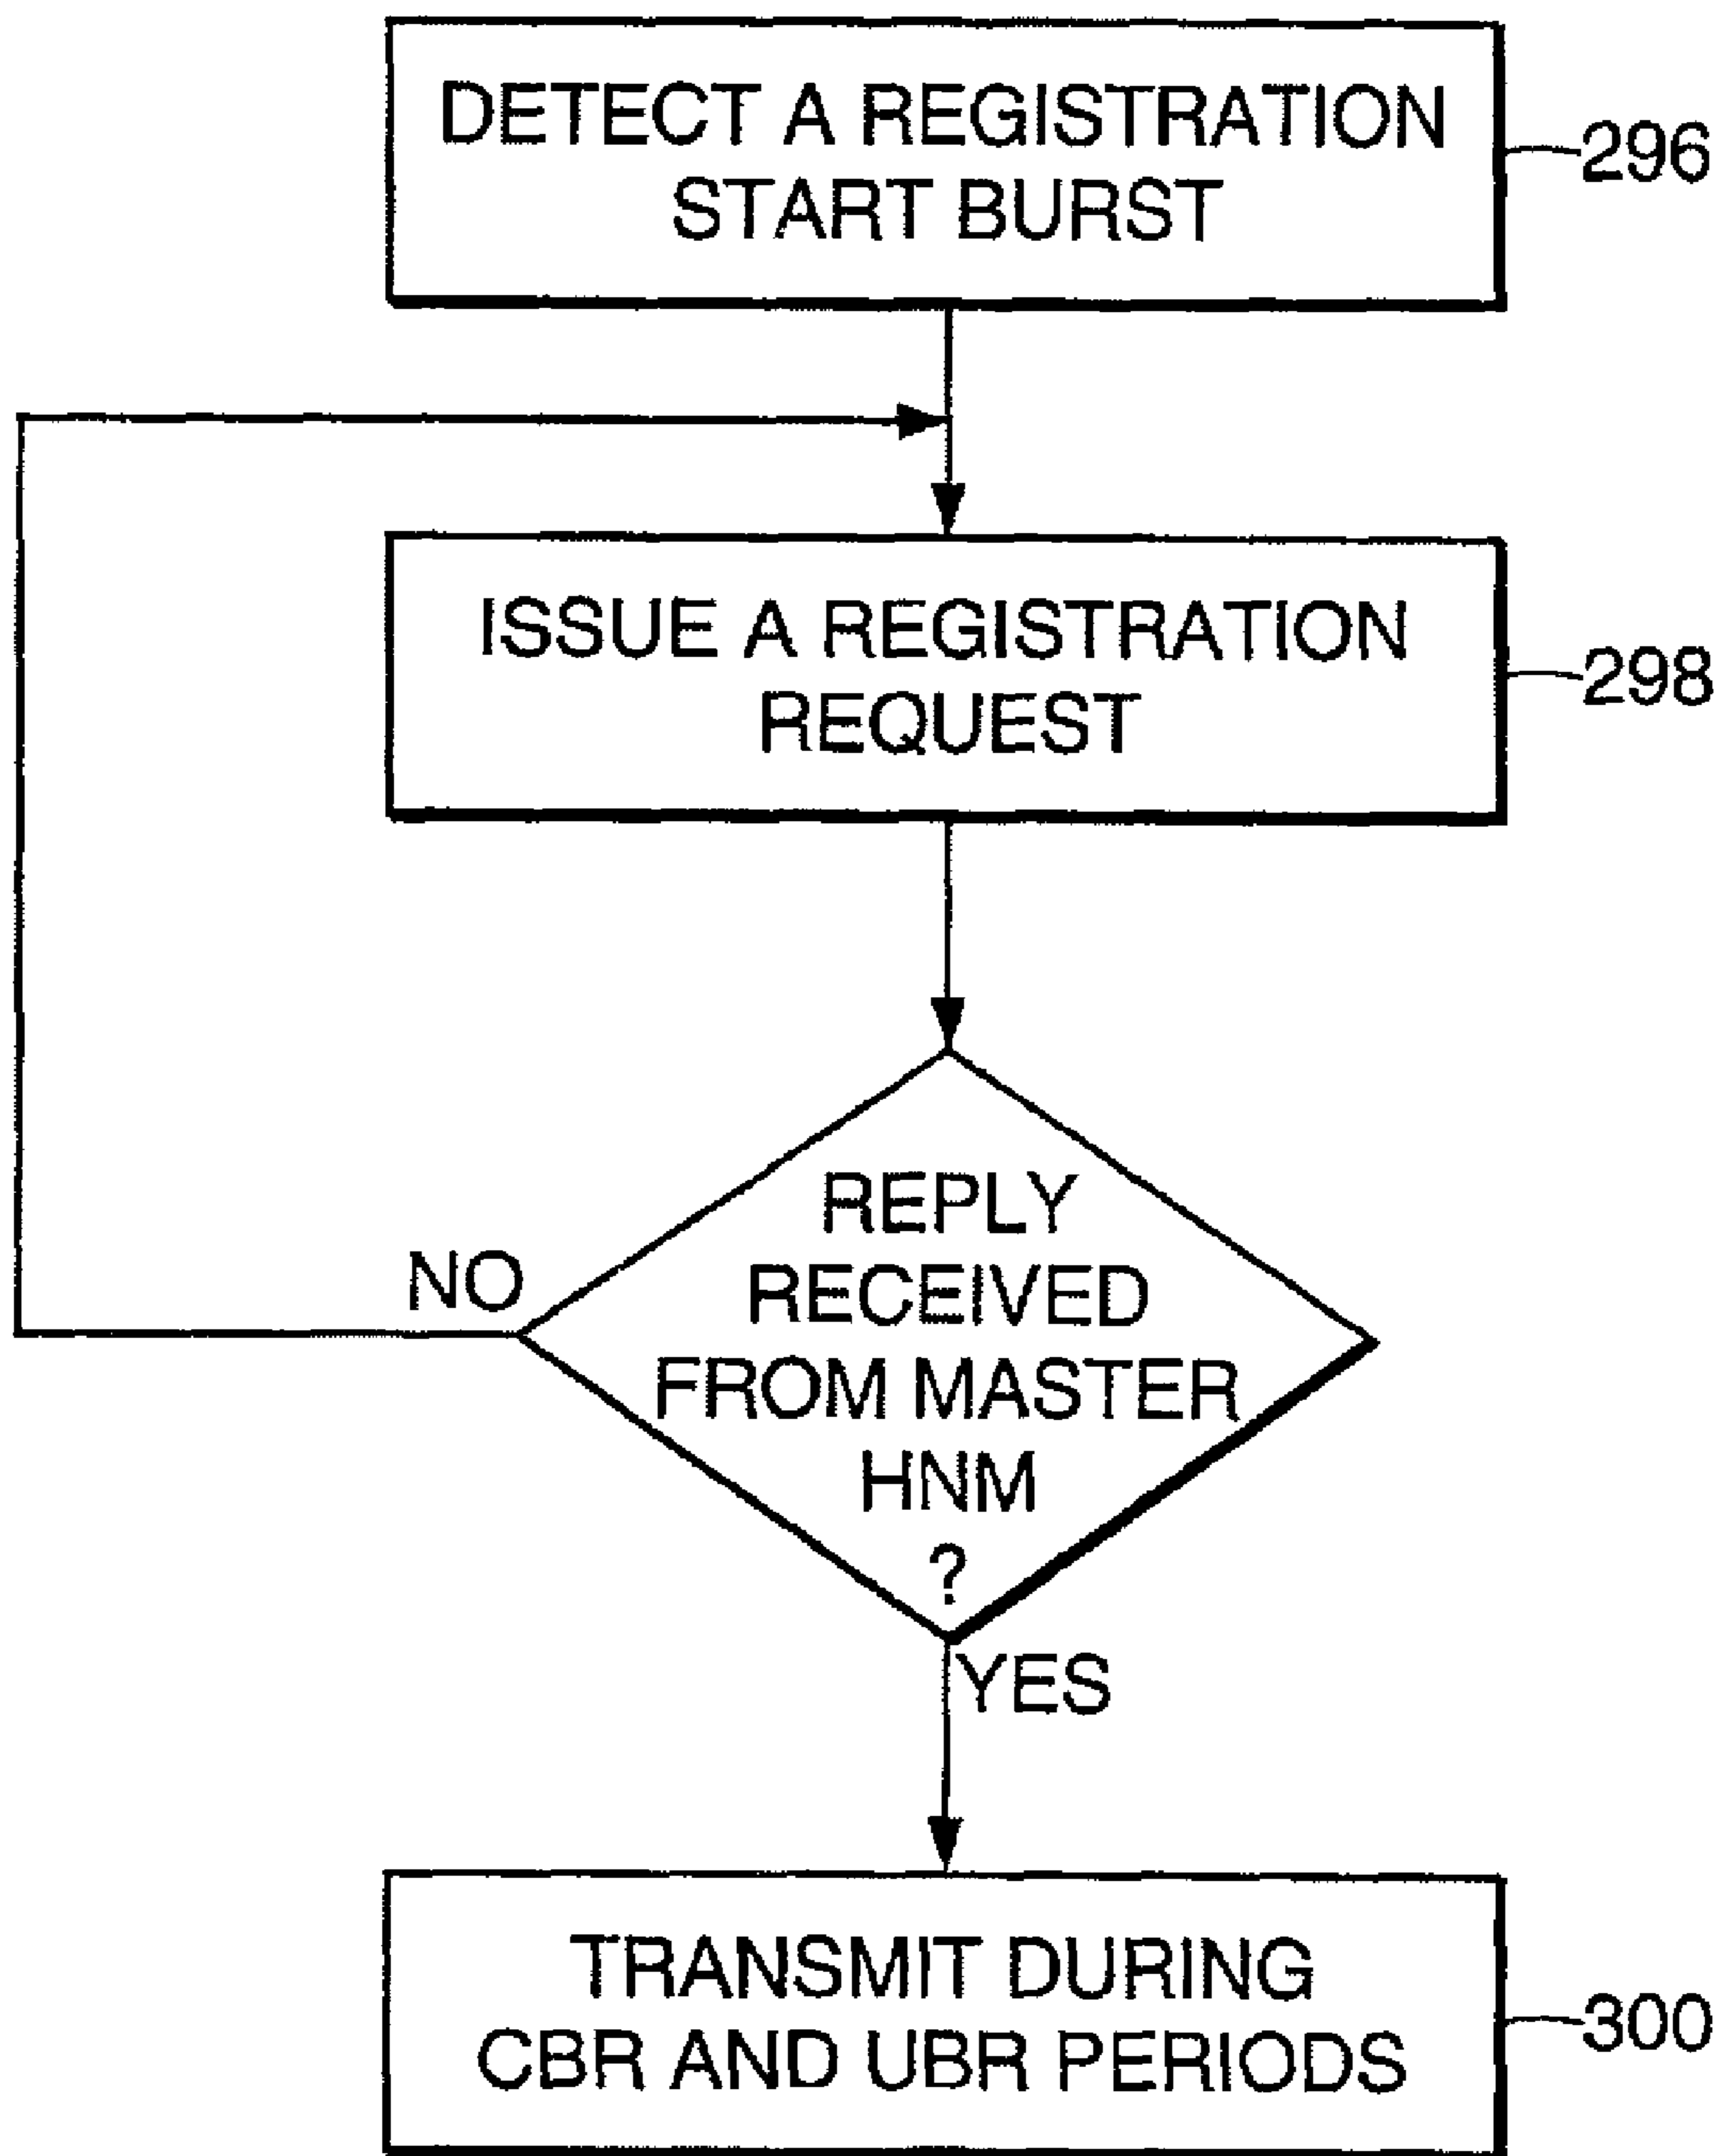 DETECT A REGISTRATION
START BURST
296
ISSUE A REGISTRATION
REQUEST
298
REPLY
RECEIVED
FROM MASTER
HNM
?
NO
YES
TRANSMIT DURING
CBR AND UBR PERIODS
300